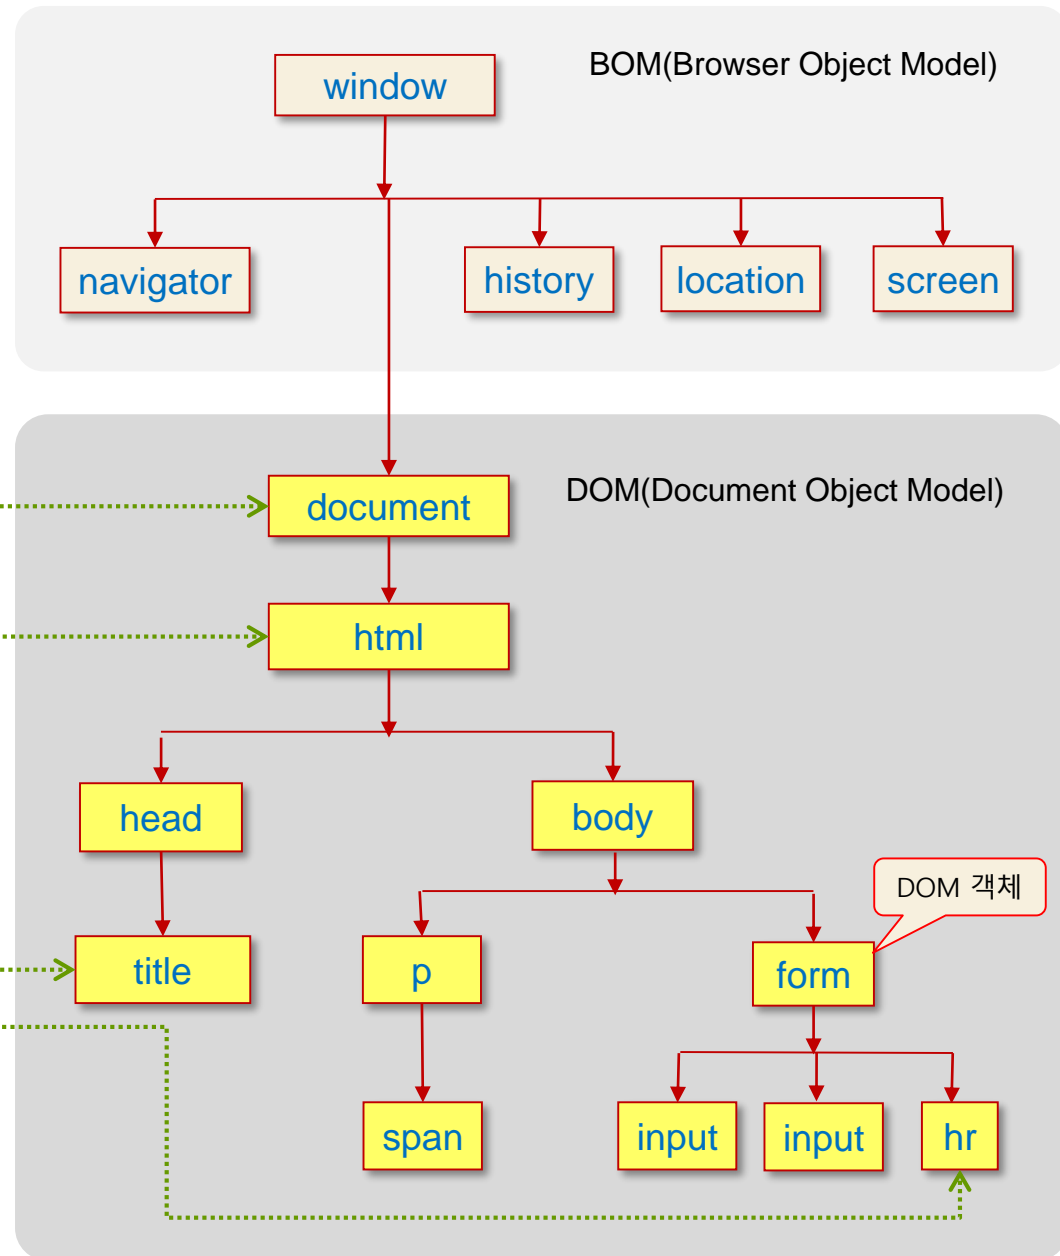 BOM(Browser Object Model)
window
navigator
history
location
screen
DOM(Document Object Model)
document
html
head
body
DOM 객체
title
p
form
span
input
input
hr